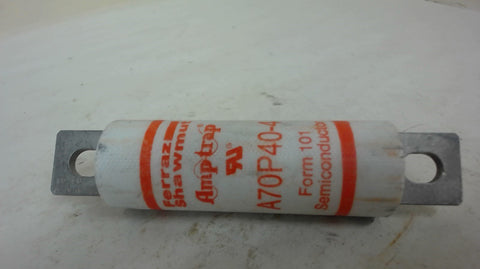 Ferraz
Shawmut
Amp-trap
A70P40-4
Form 101
Semiconductor